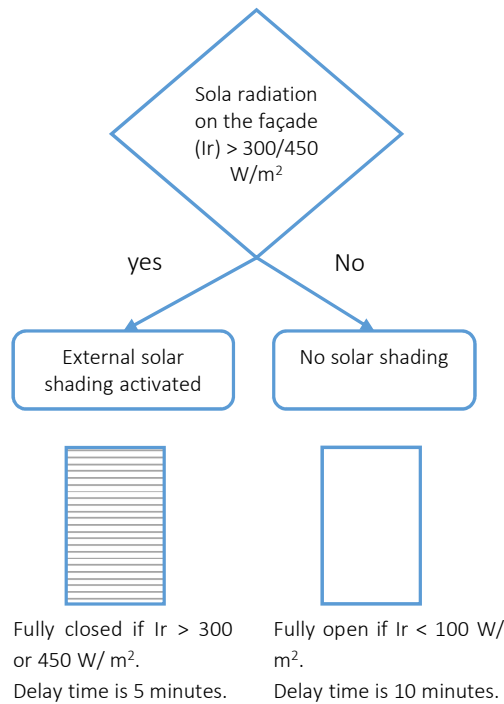 Sola radiation
on the façade
(Ir) > 300/450
W/m²
yes
No
External solar
shading activated
No solar shading
Fully closed if Ir > 300
or 450 W/ m².
Delay time is 5 minutes.
Fully open if Ir < 100 W/
m².
Delay time is 10 minutes.